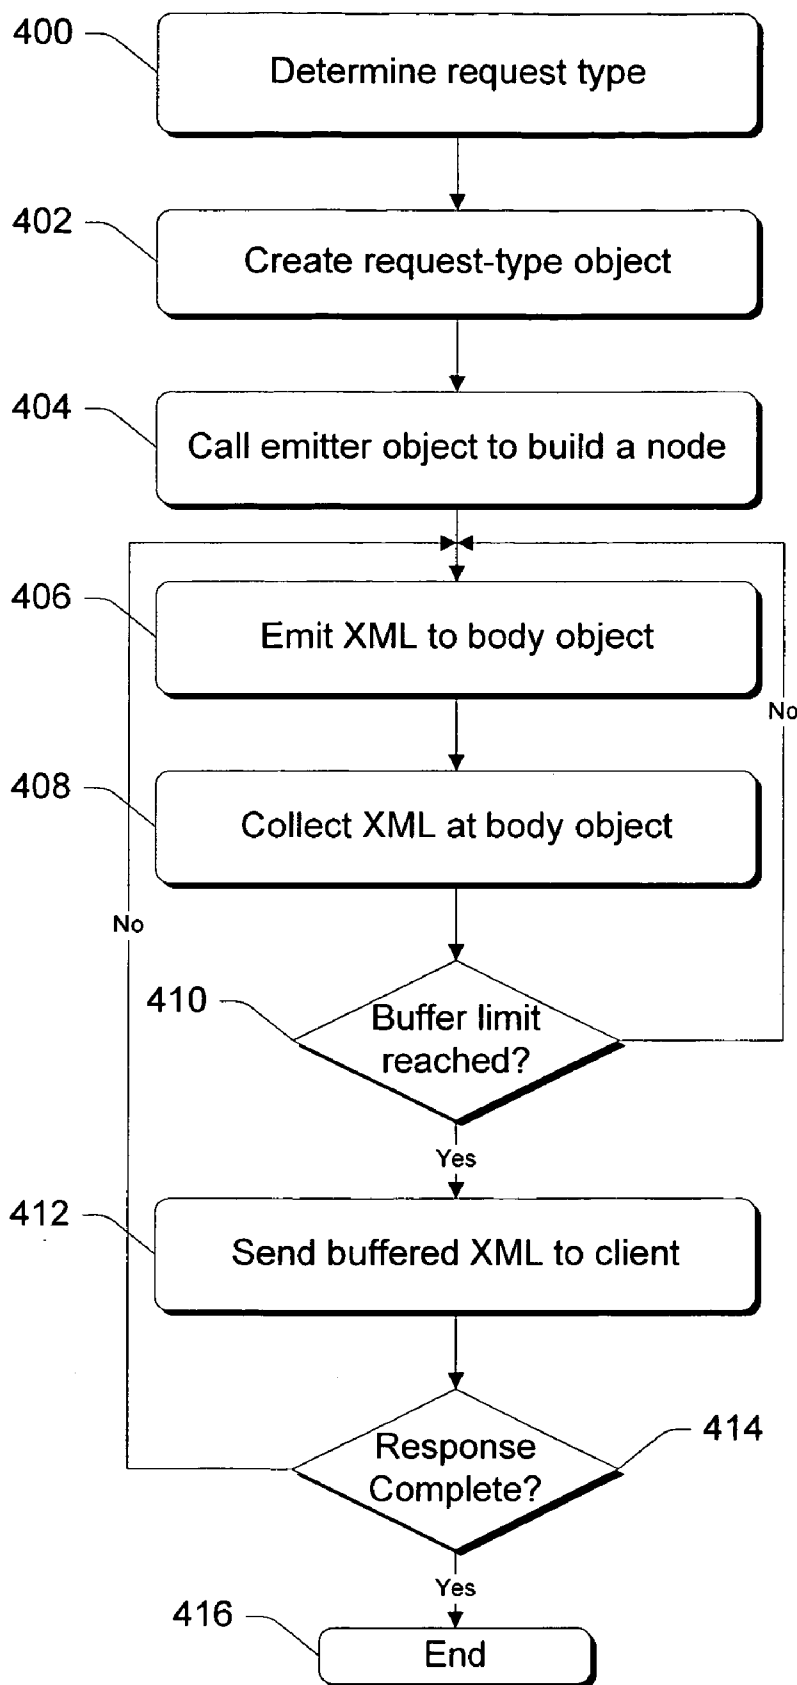 400
Determine request type
402
Create request-type object
404
Call emitter object to build a node
406
Emit XML to body object
No
408
Collect XML at body object
No
410
Buffer limit
reached?
Yes
412
Send buffered XML to client
414
Response
Complete?
Yes
416
End